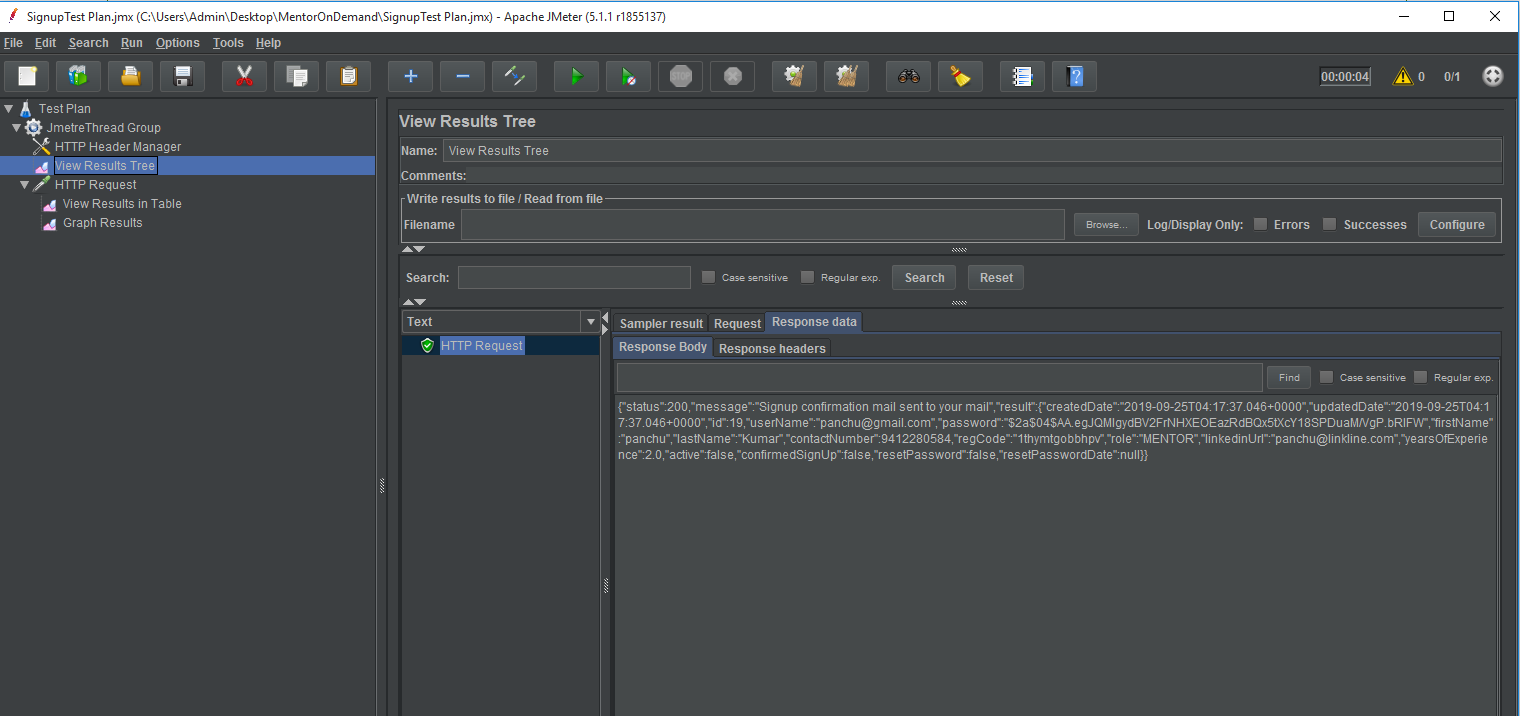 SignupTest Plan.jmx (C:\Users\Admin\Desktop\MentorOnDemand\SignupTest Plan.jmx) - Apache JMeter (5.1.1 r1855137)
File Edit Search Run Options Tools Help
STOP 00:00:04 0 0/1
Test Plan
JmetreThread Group
HTTP Header Manager
View Results Tree
HTTP Request
View Results in Table
Graph Results
View Results Tree
Name: View Results Tree
Comments:
Write results to file / Read from file
Filename Browse... Log/Display Only: Errors Successes Configure
Search: Case sensitive Regular exp. Search Reset
Text
HTTP Request
Sampler result Request Response data
Response Body Response headers
Find Case sensitive Regular exp.
{"status":200,"message":"Signup confirmation mail sent to your mail","result":{"createdDate":"2019-09-25T04:17:37.046+0000","updatedDate":"2019-09-25T04:1
7:37.046+0000","id":19,"userName":"panchu@gmail.com","password":"$2a$04$AA.egJQMIgydBV2FrNHXEOEazRdBQx5tXcY18SPDuaM/VgP.bRIFW","firstName"
:"panchu","lastName":"Kumar","contactNumber":9412280584,"regCode":"1thymtgobbhpv","role":"MENTOR","linkedinUrl":"panchu@linkline.com","yearsOfExperie
nce":2.0,"active":false,"confirmedSignUp":false,"resetPassword":false,"resetPasswordDate":null}}